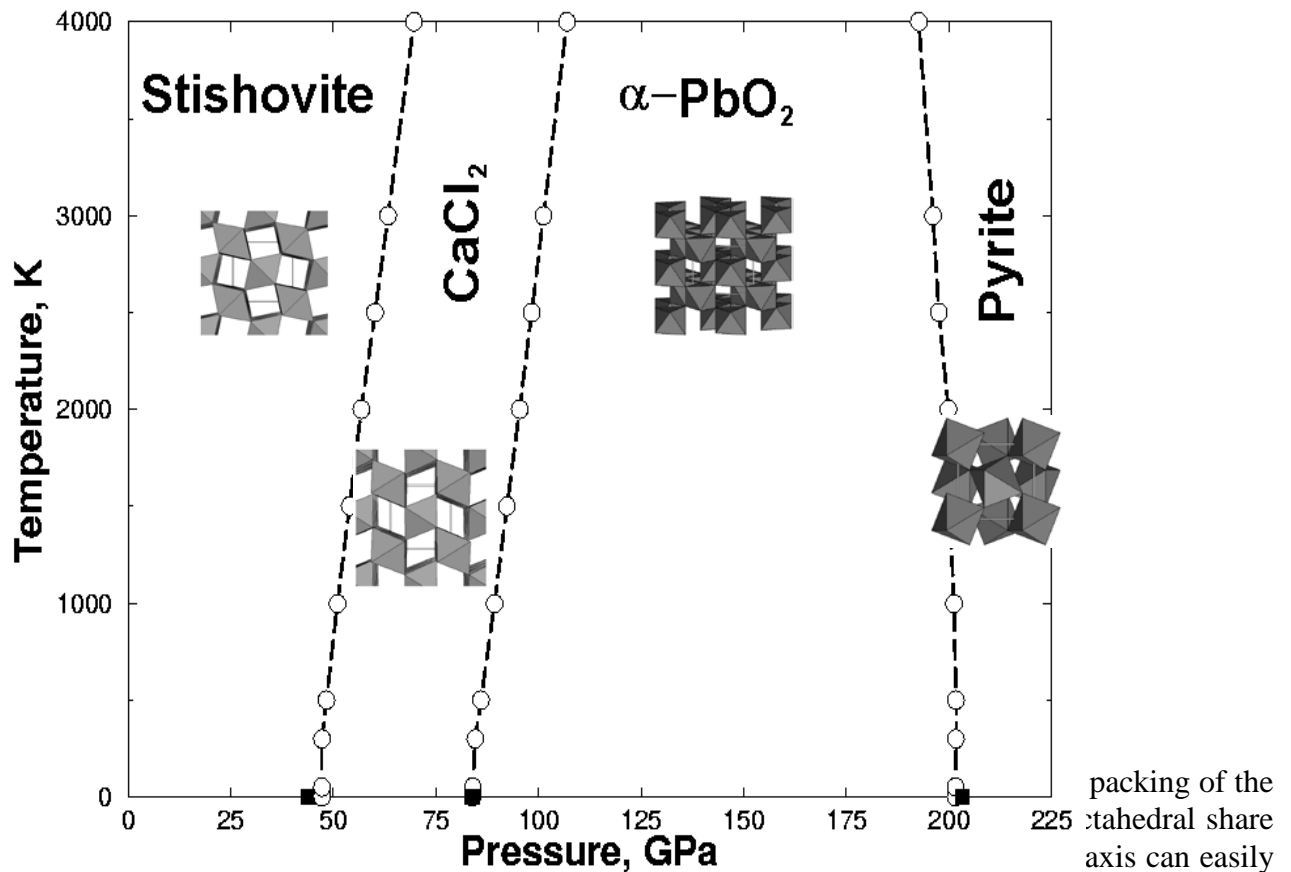 4000
Stishovite
α−PbO₂
CaCl₂
Pyrite
3000
2000
1000
0
Temperature, K
0 25 50 75 100 125 150 175 200 225
Pressure, GPa
packing of the
share
axis can easily